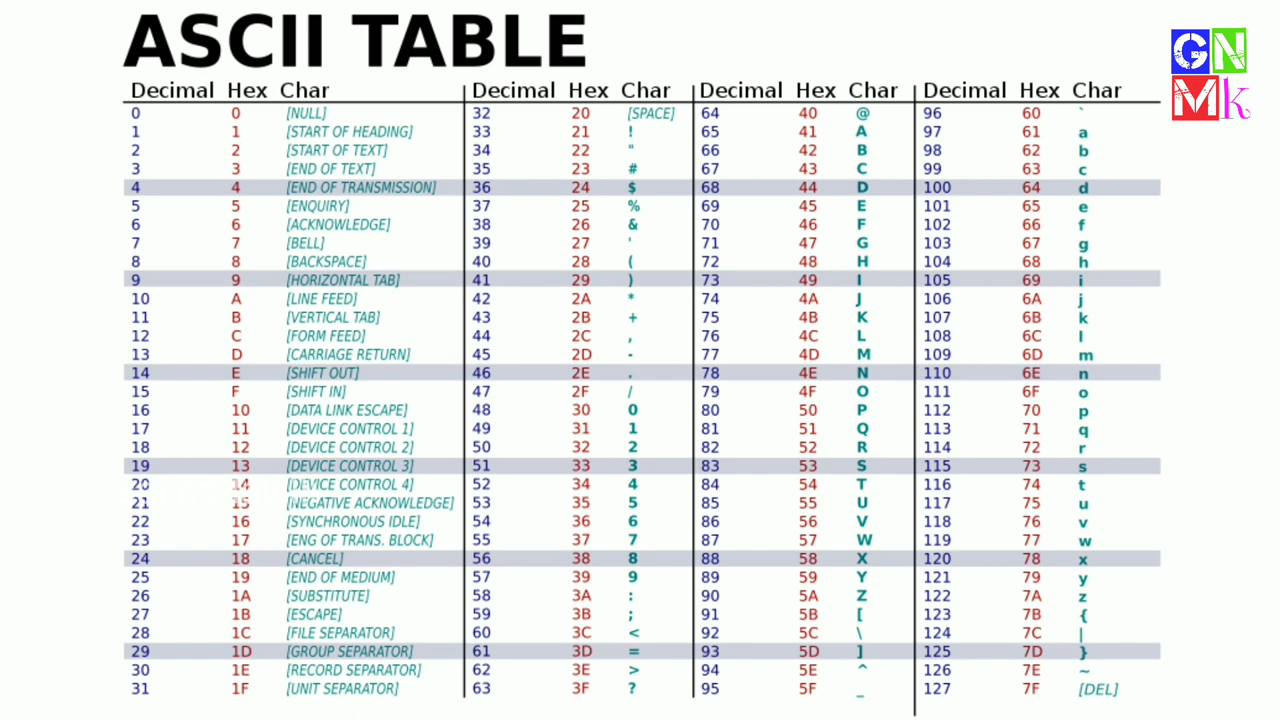 ASCII TABLE
GN
Mk
Decimal Hex Char Decimal Hex Char Decimal Hex Char Decimal Hex Char
0 0 [NULL] 32 20 [SPACE] 64 40 @ 96 60 `
1 1 [START OF HEADING] 33 21 ! 65 41 A 97 61 a
2 2 [START OF TEXT] 34 22 " 66 42 B 98 62 b
3 3 [END OF TEXT] 35 23 # 67 43 C 99 63 c
4 4 [END OF TRANSMISSION] 36 24 $ 68 44 D 100 64 d
5 5 [ENQUIRY] 37 25 % 69 45 E 101 65 e
6 6 [ACKNOWLEDGE] 38 26 & 70 46 F 102 66 f
7 7 [BELL] 39 27 ' 71 47 G 103 67 g
8 8 [BACKSPACE] 40 28 ( 72 48 H 104 68 h
9 9 [HORIZONTAL TAB] 41 29 ) 73 49 I 105 69 i
10 A [LINE FEED] 42 2A * 74 4A J 106 6A j
11 B [VERTICAL TAB] 43 2B + 75 4B K 107 6B k
12 C [FORM FEED] 44 2C , 76 4C L 108 6C l
13 D [CARRIAGE RETURN] 45 2D - 77 4D M 109 6D m
14 E [SHIFT OUT] 46 2E . 78 4E N 110 6E n
15 F [SHIFT IN] 47 2F / 79 4F O 111 6F o
16 10 [DATA LINK ESCAPE] 48 30 0 80 50 P 112 70 p
17 11 [DEVICE CONTROL 1] 49 31 1 81 51 Q 113 71 q
18 12 [DEVICE CONTROL 2] 50 32 2 82 52 R 114 72 r
19 13 [DEVICE CONTROL 3] 51 33 3 83 53 S 115 73 s
20 14 [DEVICE CONTROL 4] 52 34 4 84 54 T 116 74 t
21 15 [NEGATIVE ACKNOWLEDGE] 53 35 5 85 55 U 117 75 u
22 16 [SYNCHRONOUS IDLE] 54 36 6 86 56 V 118 76 v
23 17 [ENG OF TRANS. BLOCK] 55 37 7 87 57 W 119 77 w
24 18 [CANCEL] 56 38 8 88 58 X 120 78 x
25 19 [END OF MEDIUM] 57 39 9 89 59 Y 121 79 y
26 1A [SUBSTITUTE] 58 3A : 90 5A Z 122 7A z
27 1B [ESCAPE] 59 3B ; 91 5B [ 123 7B {
28 1C [FILE SEPARATOR] 60 3C < 92 5C \ 124 7C |
29 1D [GROUP SEPARATOR] 61 3D = 93 5D ] 125 7D }
30 1E [RECORD SEPARATOR] 62 3E > 94 5E ^ 126 7E ~
31 1F [UNIT SEPARATOR] 63 3F ? 95 5F _ 127 7F [DEL]